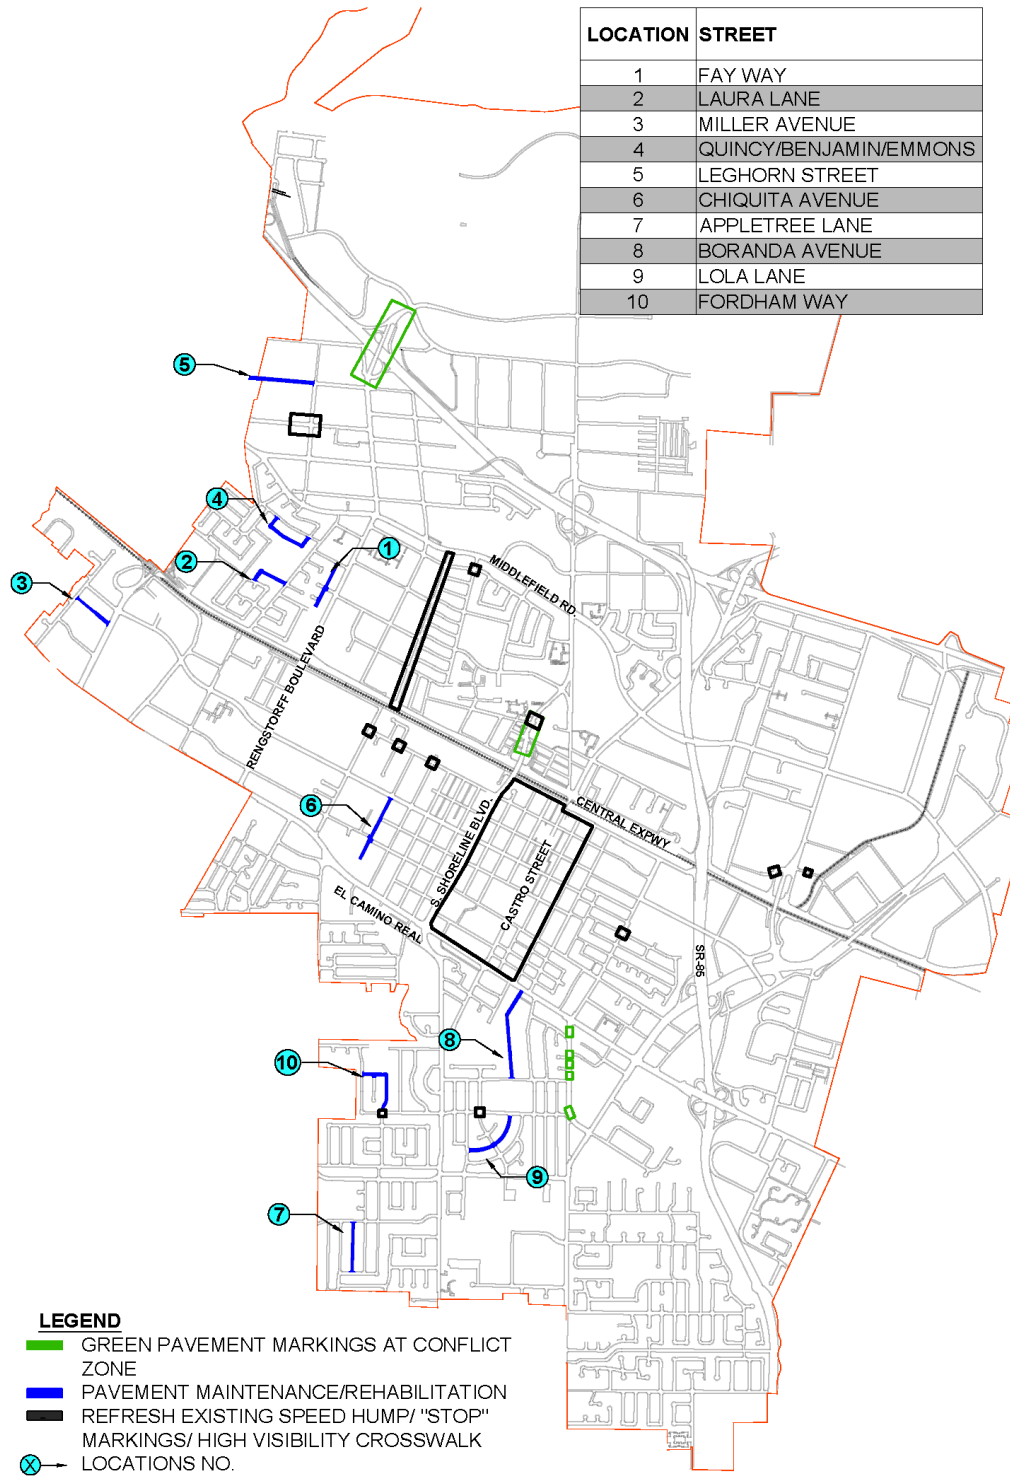 LOCATION STREET
1 FAY WAY
2 LAURA LANE
3 MILLER AVENUE
4 QUINCY/BENJAMIN/EMMONS
5 LEGHORN STREET
6 CHIQUITA AVENUE
7 APPLETREE LANE
8 BORANDA AVENUE
9 LOLA LANE
10 FORDHAM WAY
5
4
1
2
3
MIDDLEFIELD RD.
RENGSTORFF BOULEVARD
6
CENTRAL EXPWY
S. SHORELINE BLVD.
CASTRO STREET
EL CAMINO REAL
SR-85
8
10
9
7
LEGEND
GREEN PAVEMENT MARKINGS AT CONFLICT
ZONE
PAVEMENT MAINTENANCE/REHABILITATION
REFRESH EXISTING SPEED HUMP/ "STOP"
MARKINGS/ HIGH VISIBILITY CROSSWALK
X LOCATIONS NO.